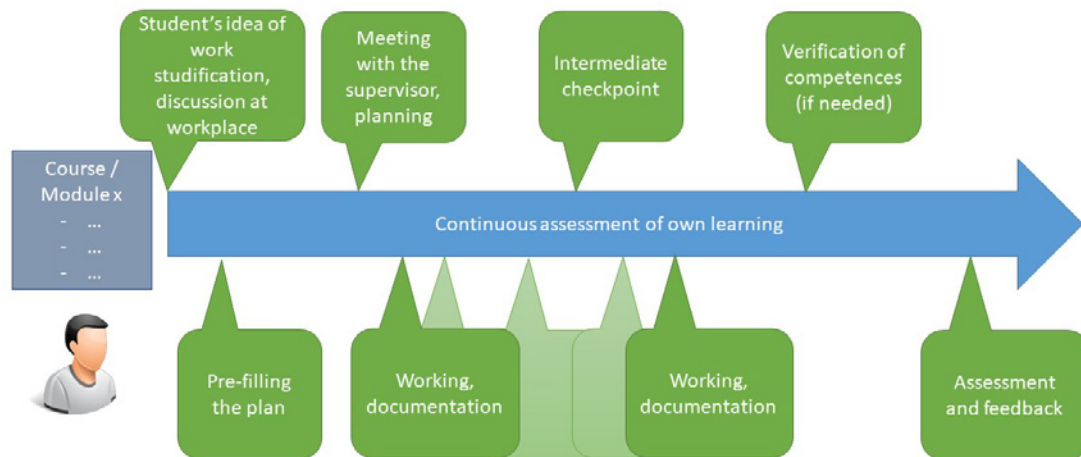 Student's idea of
work
studification,
discussion at
workplace
Meeting
with the
supervisor,
planning
Intermediate
checkpoint
Verification of
competences
(if needed)
Course /
Module x
- ...
- ...
- ...
Continuous assessment of own learning
Pre-filling
the plan
Working,
documentation
Working,
documentation
Assessment
and feedback